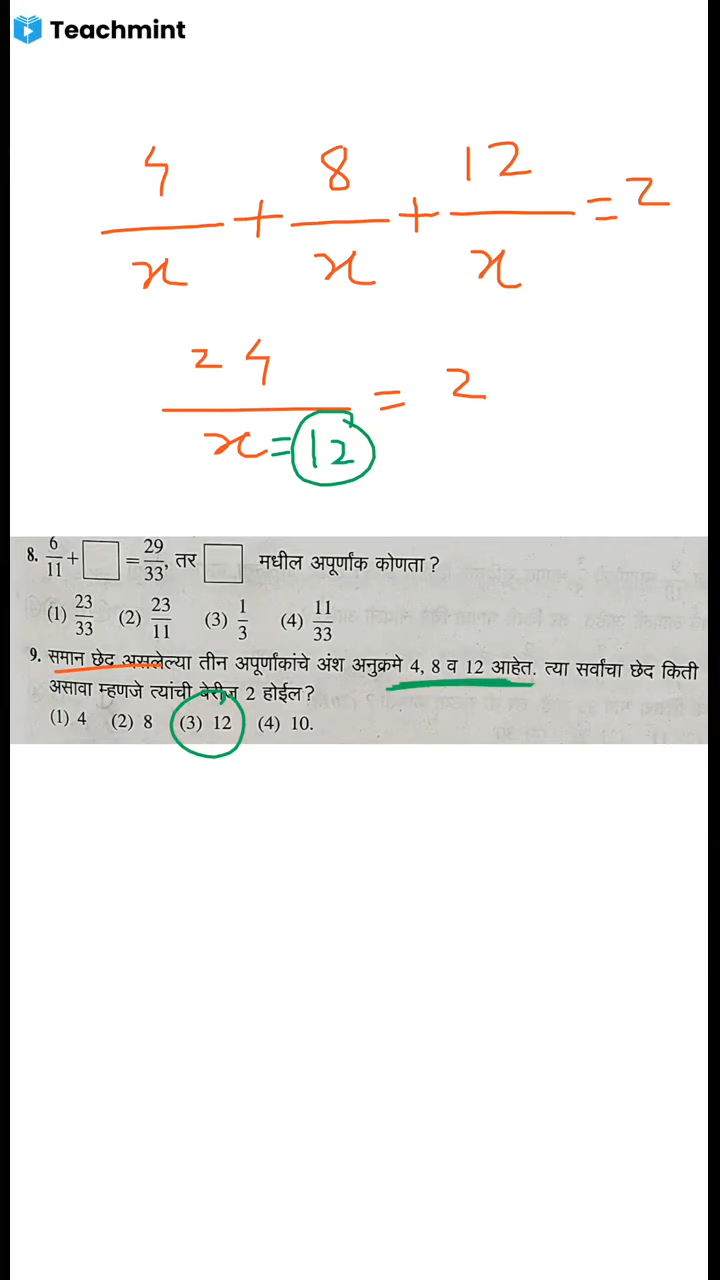 Teachmint
4/x + 8/x + 12/x = 2
24/x = 2
x = 12
8. 6/11 + □ = 29/33, तर □ मधील अपूर्णांक कोणता ?
(1) 23/33 (2) 23/11 (3) 1/3 (4) 11/33
9. समान छेद असलेल्या तीन अपूर्णांकांचे अंश अनुक्रमे 4, 8 व 12 आहेत. त्या सर्वांचा छेद किती
असावा म्हणजे त्यांची बेरीज 2 होईल ?
(1) 4 (2) 8 (3) 12 (4) 10.